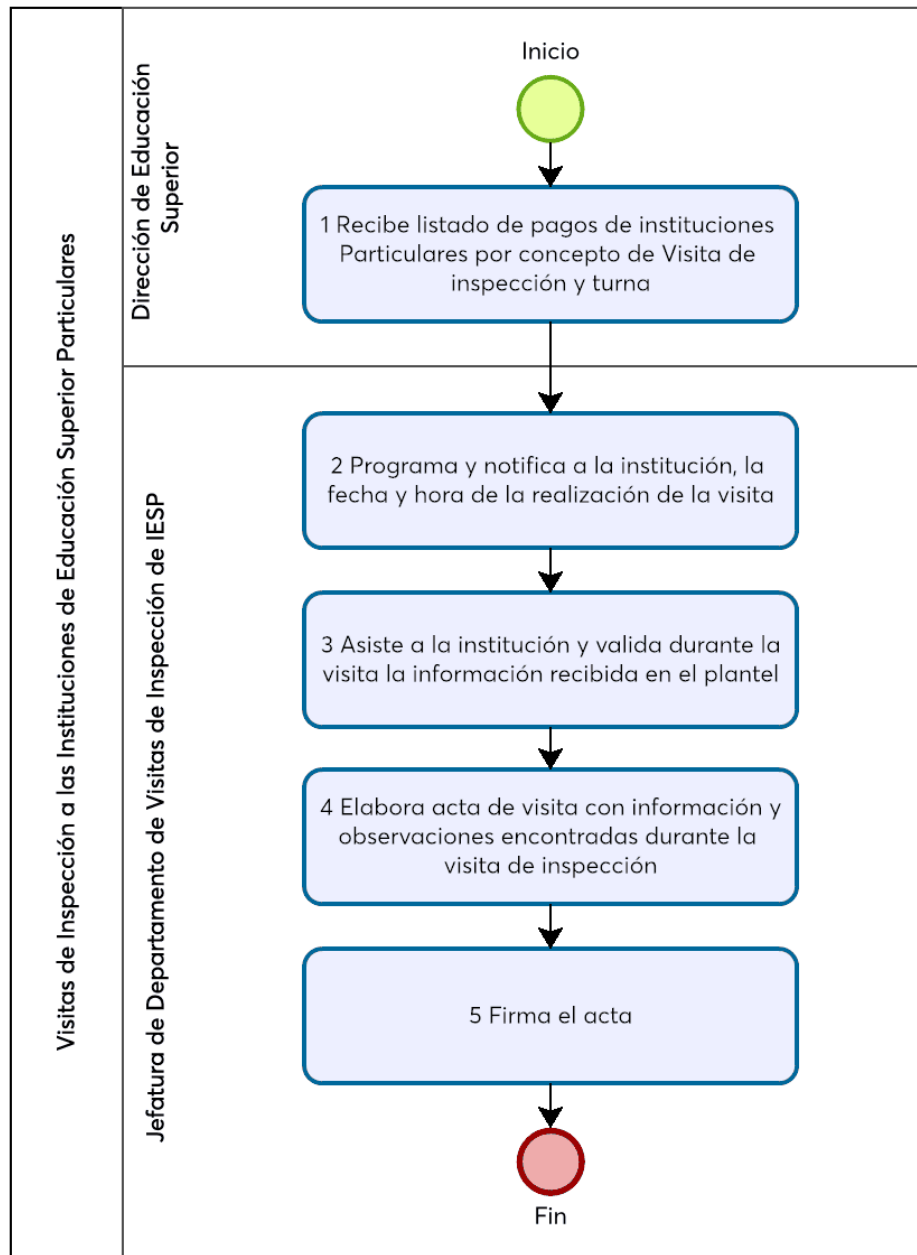 Visitas de Inspección a las Instituciones de Educación Superior Particulares
Dirección de Educación
Superior
Inicio
1 Recibe listado de pagos de instituciones
Particulares por concepto de Visita de
inspección y turna
Jefatura de Departamento de Visitas de Inspección de IESP
2 Programa y notifica a la institución, la
fecha y hora de la realización de la visita
3 Asiste a la institución y valida durante la
visita la información recibida en el plantel
4 Elabora acta de visita con información y
observaciones encontradas durante la
visita de inspección
5 Firma el acta
Fin